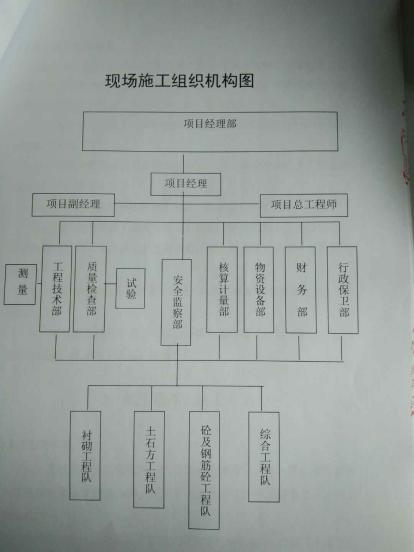 现场施工组织机构图
项目经理部
项目经理
项目副经理
项目总工程师
测量
工程技术部
质量检查部
试验
安全监察部
核算计量部
物资设备部
财务部
行政保卫部
衬砌工程队
土石方工程队
砼及钢筋砼工程队
综合工程队